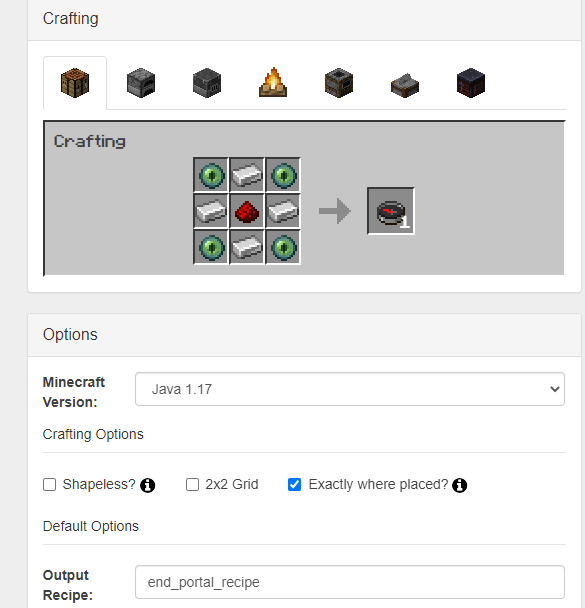 Crafting
Crafting
1
Options
Minecraft
Version:
Java 1.17
Crafting Options
Shapeless?
2x2 Grid
Exactly where placed?
Default Options
Output
Recipe:
end_portal_recipe